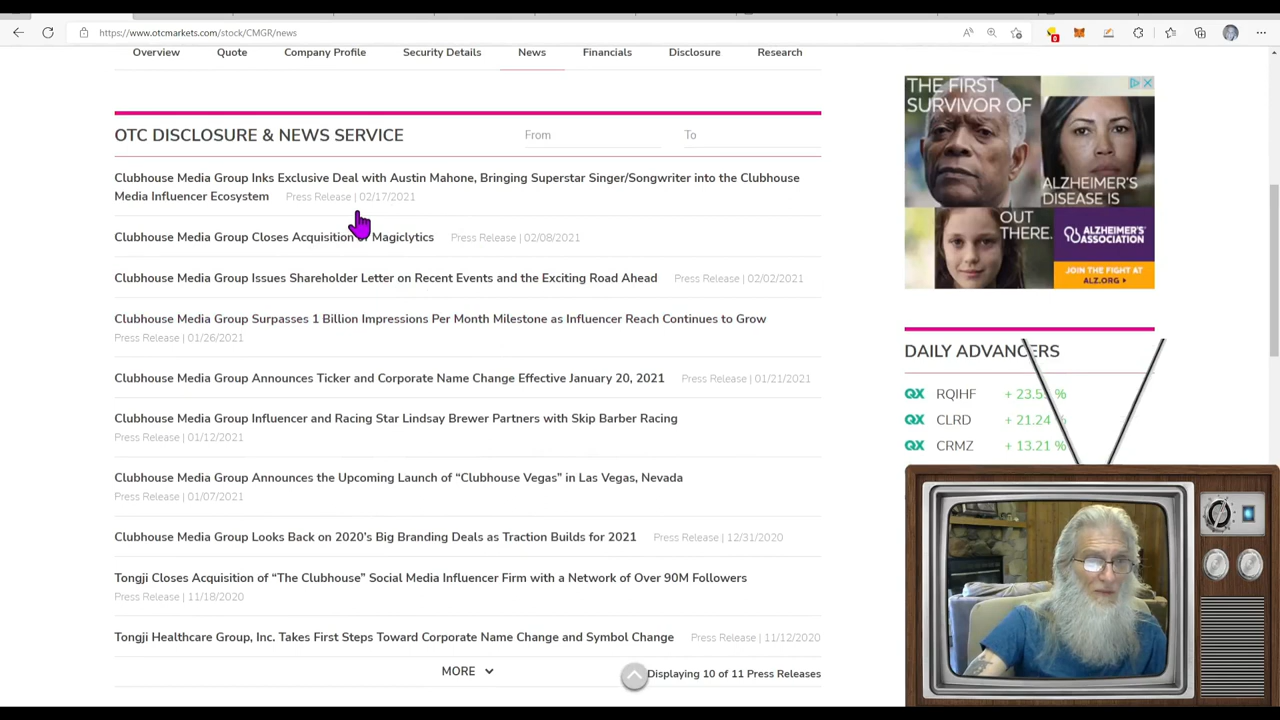 https://www.otcmarkets.com/stock/CMGR/news
Overview Quote Company Profile Security Details News Financials Disclosure Research
OTC DISCLOSURE & NEWS SERVICE From To
Clubhouse Media Group Inks Exclusive Deal with Austin Mahone, Bringing Superstar Singer/Songwriter into the Clubhouse
Media Influencer Ecosystem Press Release | 02/17/2021
Clubhouse Media Group Closes Acquisition of Magiclytics Press Release | 02/08/2021
Clubhouse Media Group Issues Shareholder Letter on Recent Events and the Exciting Road Ahead Press Release | 02/02/2021
Clubhouse Media Group Surpasses 1 Billion Impressions Per Month Milestone as Influencer Reach Continues to Grow
Press Release | 01/26/2021
Clubhouse Media Group Announces Ticker and Corporate Name Change Effective January 20, 2021 Press Release | 01/21/2021
Clubhouse Media Group Influencer and Racing Star Lindsay Brewer Partners with Skip Barber Racing
Press Release | 01/12/2021
Clubhouse Media Group Announces the Upcoming Launch of “Clubhouse Vegas” in Las Vegas, Nevada
Press Release | 01/07/2021
Clubhouse Media Group Looks Back on 2020's Big Branding Deals as Traction Builds for 2021 Press Release | 12/31/2020
Tongji Closes Acquisition of “The Clubhouse” Social Media Influencer Firm with a Network of Over 90M Followers
Press Release | 11/18/2020
Tongji Healthcare Group, Inc. Takes First Steps Toward Corporate Name Change and Symbol Change Press Release | 11/12/2020
MORE
Displaying 10 of 11 Press Releases
THE FIRST
SURVIVOR OF
ALZHEIMER'S
DISEASE IS
OUT
THERE.
ALZHEIMER'S
ASSOCIATION
JOIN THE FIGHT AT
ALZ.ORG
DAILY ADVANCERS
QX RQIHF + 23.5 %
QX CLRD + 21.24 %
QX CRMZ + 13.21 %